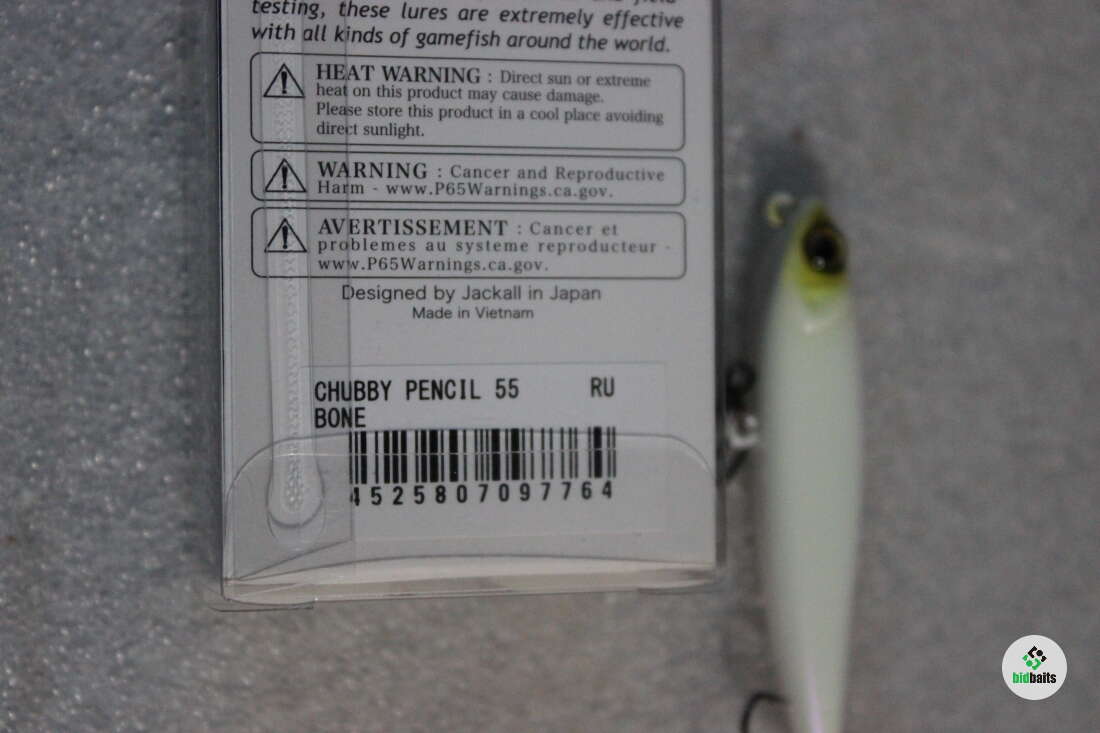 testing, these lures are extremely effective
with all kinds of gamefish around the world.
HEAT WARNING : Direct sun or extreme
heat on this product may cause damage.
Please store this product in a cool place avoiding
direct sunlight.
WARNING : Cancer and Reproductive
Harm - www.P65Warnings.ca.gov.
AVERTISSEMENT : Cancer et
problemes au systeme reproducteur -
www.P65Warnings.ca.gov.
Designed by Jackall in Japan
Made in Vietnam
CHUBBY PENCIL 55 RU
BONE
4525807097764
bidbaits